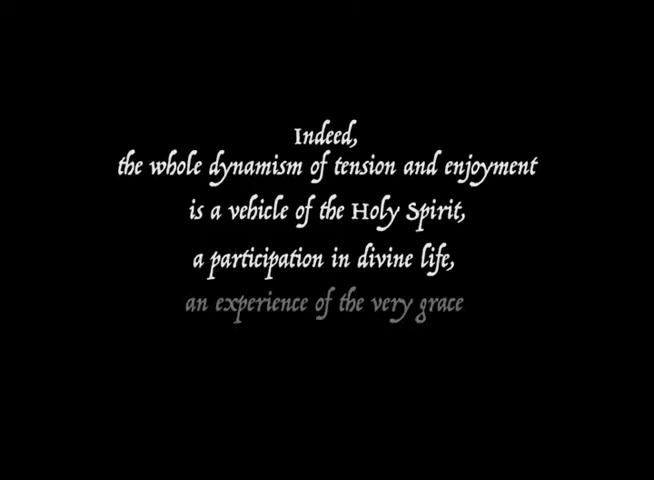 Indeed,
the whole dynamism of tension and enjoyment
is a vehicle of the Holy Spirit,
a participation in divine life,
an experience of the very grace